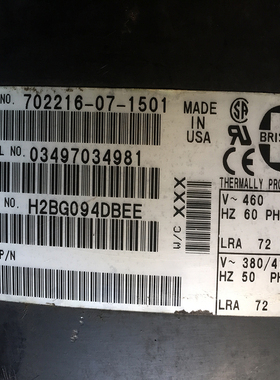 NO. 702216-07-1501
MADE IN USA
L NO. 03497034981
NO. H2BG094DBEE
P/N
M/C XXX
THERMALLY PRO
V~ 460
HZ 60 PH
LRA 72
V~ 380/4
HZ 50 PH
LRA 72
BRIS